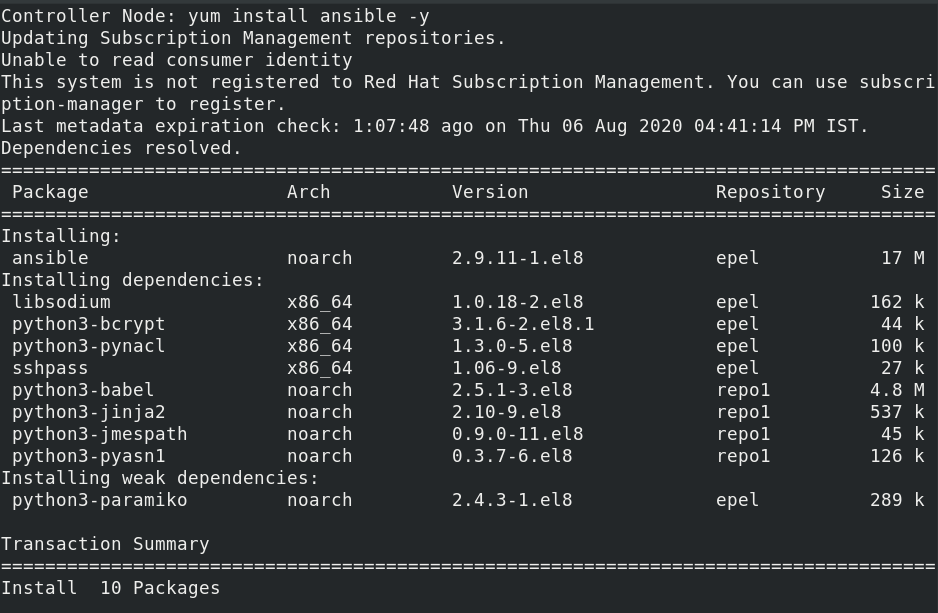 Controller Node: yum install ansible -y
Updating Subscription Management repositories.
Unable to read consumer identity
This system is not registered to Red Hat Subscription Management. You can use subscri
ption-manager to register.
Last metadata expiration check: 1:07:48 ago on Thu 06 Aug 2020 04:41:14 PM IST.
Dependencies resolved.
=====================================================================================
 Package                  Arch           Version                 Repository     Size
=====================================================================================
Installing:
 ansible                  noarch         2.9.11-1.el8            epel           17 M
Installing dependencies:
 libsodium                x86_64         1.0.18-2.el8            epel          162 k
 python3-bcrypt           x86_64         3.1.6-2.el8.1           epel           44 k
 python3-pynacl           x86_64         1.3.0-5.el8             epel          100 k
 sshpass                  x86_64         1.06-9.el8              epel           27 k
 python3-babel            noarch         2.5.1-3.el8             repo1         4.8 M
 python3-jinja2           noarch         2.10-9.el8              repo1         537 k
 python3-jmespath         noarch         0.9.0-11.el8            repo1          45 k
 python3-pyasn1           noarch         0.3.7-6.el8             repo1         126 k
Installing weak dependencies:
 python3-paramiko         noarch         2.4.3-1.el8             epel          289 k

Transaction Summary
=====================================================================================
Install  10 Packages